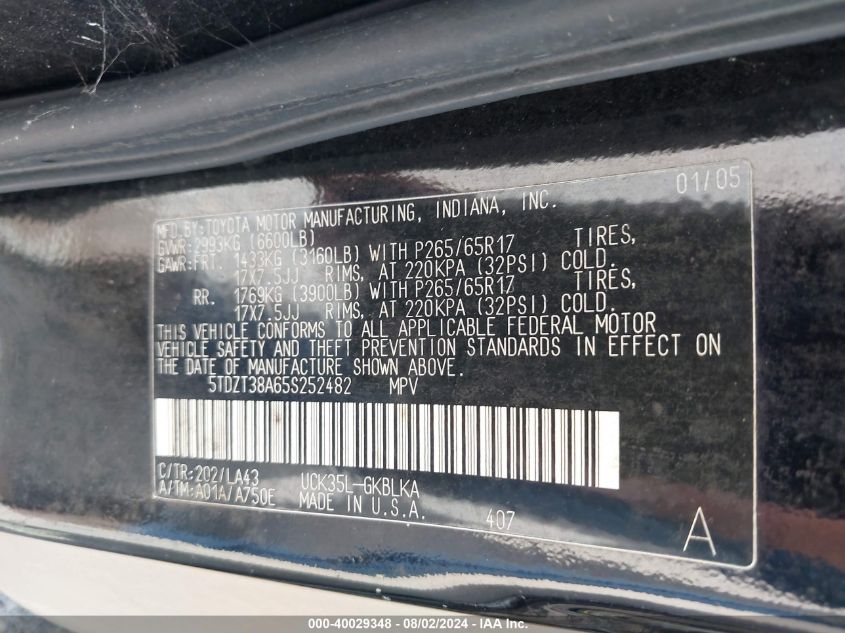 01/05
MFD.BY:TOYOTA MOTOR MANUFACTURING, INDIANA, INC.
GVWR:2993KG (6600LB)
GAWR:FRT. 1433KG (3160LB) WITH P265/65R17 TIRES,
17X7.5JJ RIMS, AT 220KPA (32PSI) COLD.
RR. 1769KG (3900LB) WITH P265/65R17 TIRES,
17X7.5JJ RIMS, AT 220KPA (32PSI) COLD.
THIS VEHICLE CONFORMS TO ALL APPLICABLE FEDERAL MOTOR
VEHICLE SAFETY AND THEFT PREVENTION STANDARDS IN EFFECT ON
THE DATE OF MANUFACTURE SHOWN ABOVE.
5TDZT38A65S252482 MPV
C/TR:202/LA43 UCK35L-GKBLKA
A/TM:A01A/A750E MADE IN U.S.A. 407
A
000-40029348 - 08/02/2024 - IAA Inc.